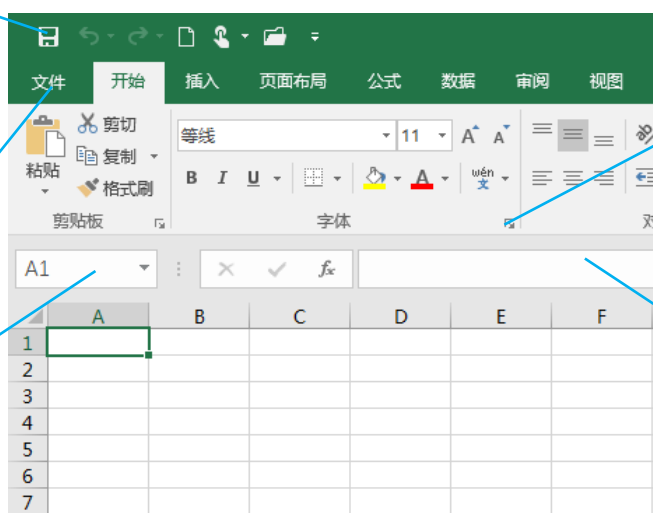 文件 开始 插入 页面布局 公式 数据 审阅 视图
剪切
等线 11 A A
复制
粘贴
B I U A wén 文
格式刷
剪贴板 字体
A1 fx
A B C D E F
1
2
3
4
5
6
7